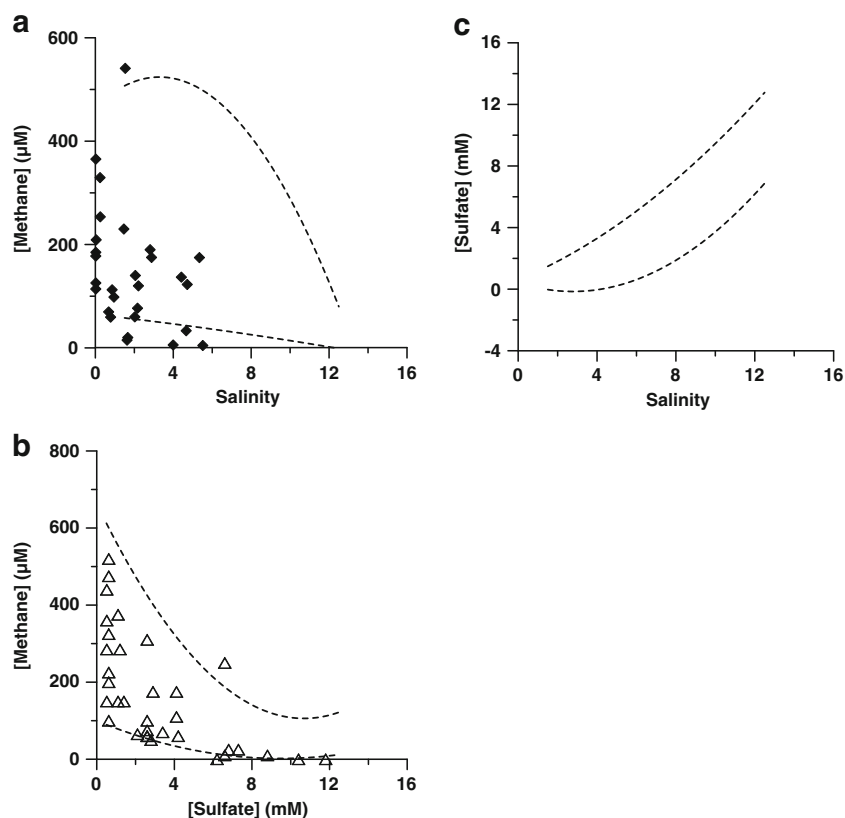 a
600
400
200
0
[Methane] (µM)
0 4 8 12 16
Salinity
c
16
12
8
4
0
-4
[Sulfate] (mM)
0 4 8 12 16
Salinity
b
800
600
400
200
0
[Methane] (µM)
0 4 8 12 16
[Sulfate] (mM)